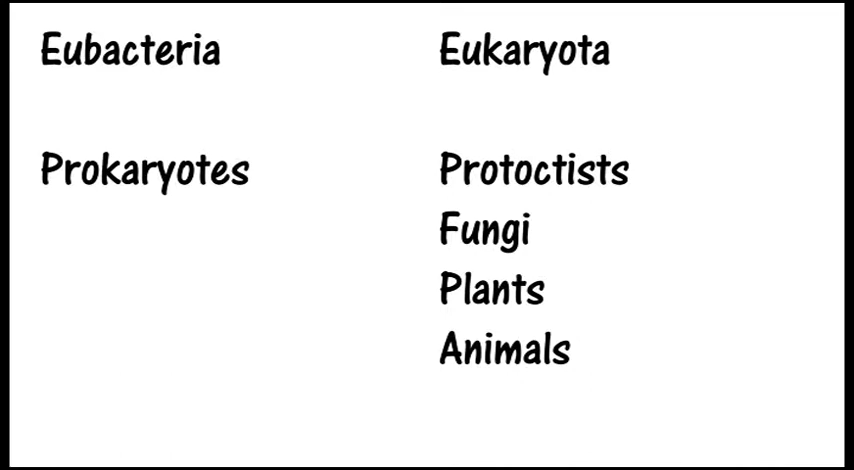 Eubacteria
Eukaryota
Prokaryotes
Protoctists
Fungi
Plants
Animals